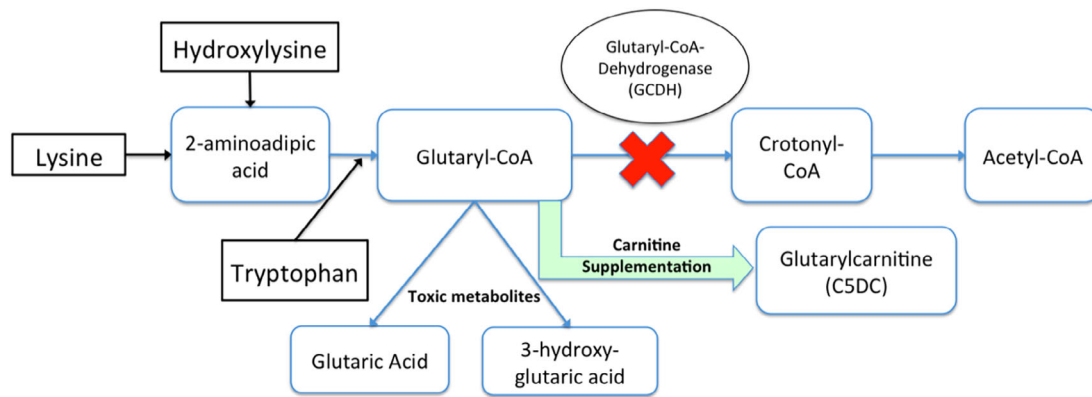 Hydroxylysine
Glutaryl-CoA-
Dehydrogenase
(GCDH)
Lysine
2-aminoadipic
acid
Glutaryl-CoA
Crotonyl-
CoA
Acetyl-CoA
Tryptophan
Carnitine
Supplementation
Glutarylcarnitine
(C5DC)
Toxic metabolites
Glutaric Acid
3-hydroxy-
glutaric acid